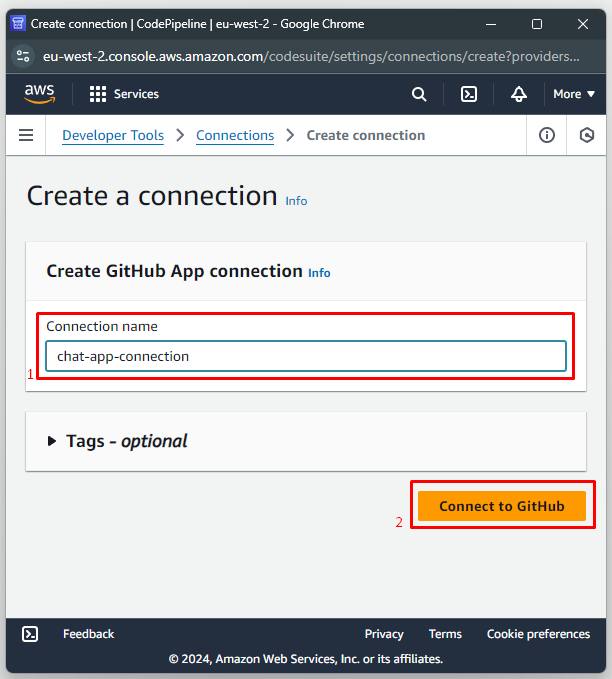 Create connection | CodePipeline | eu-west-2 - Google Chrome
eu-west-2.console.aws.amazon.com/codesuite/settings/connections/create?providers...
aws Services More
Developer Tools > Connections > Create connection
Create a connection Info
Create GitHub App connection Info
Connection name
chat-app-connection
1
Tags - optional
Connect to GitHub
2
Feedback Privacy Terms Cookie preferences
© 2024, Amazon Web Services, Inc. or its affiliates.